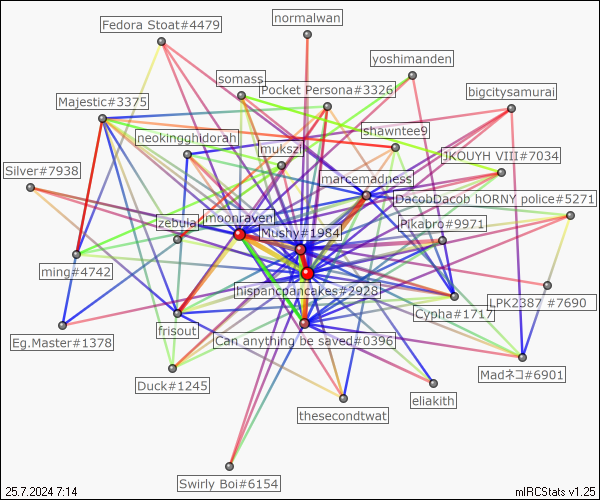 normalwan
Fedora Stoat#4479
yoshimanden
somass
Pocket Persona#3326
bigcitysamurai
Majestic#3375
shawntee9
neokingghidorah
mukszi
1KOUYH VIII#7034
Silver#7938
marcemadness
DacobDacob hORNY police#5271
moonraven
zebula
Pikabro#9971
Mushy#1984
ming#4742
hispancpancakes#2928
LPK2387 #7690
Cypha#1717
frisout
Eg.Master#1378
Can anything be saved#0396
Madネコ#6901
Duck#1245
eliakith
thesecondtwat
Swirly Boi#6154
25.7.2024 7:14
mIRCStats v1.25